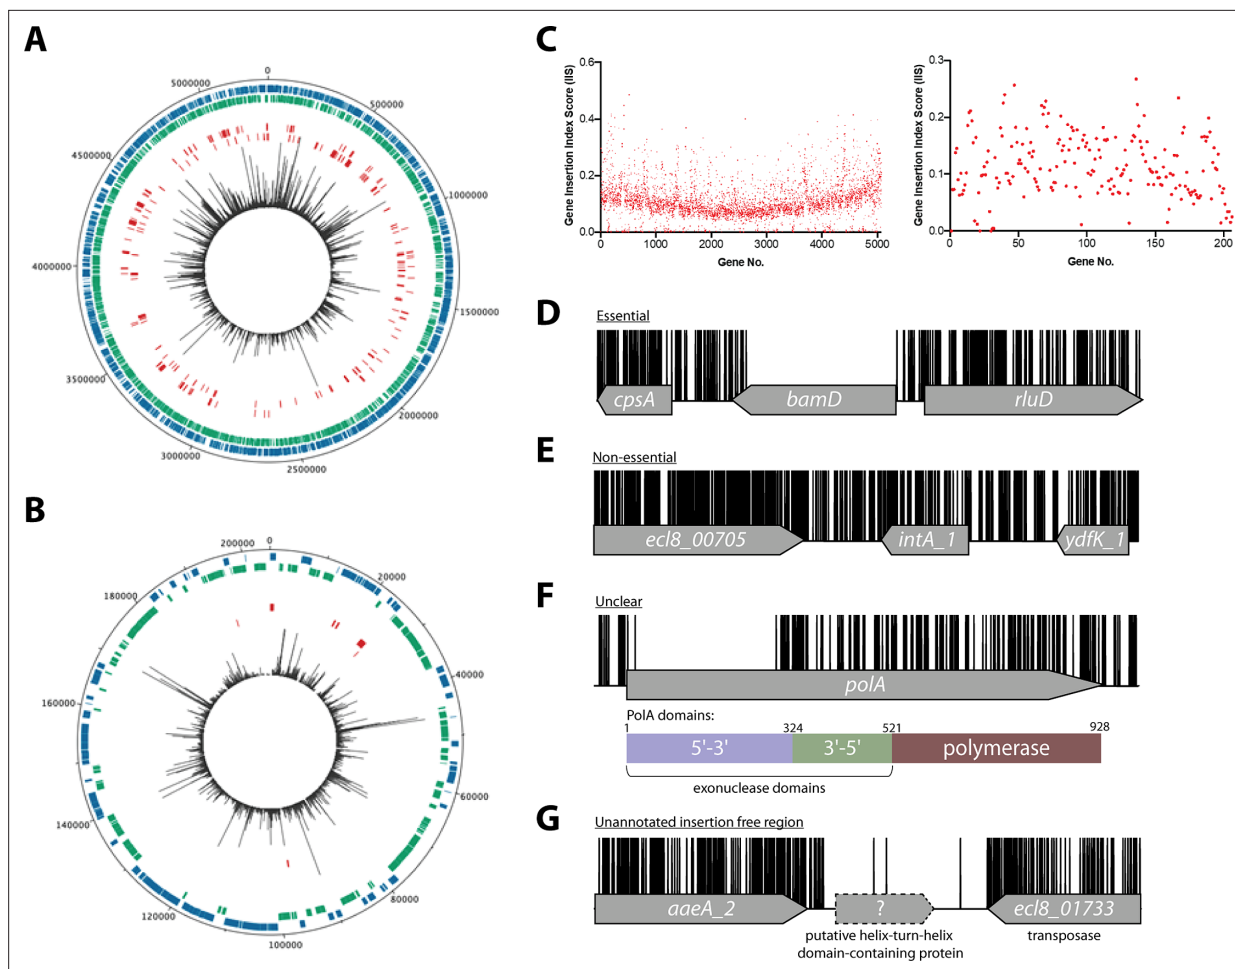 A
0
500000
1000000
1500000
2000000
2500000
3000000
3500000
4000000
4500000
5000000
B
0
20000
40000
60000
80000
100000
120000
140000
160000
180000
200000
C
Gene Insertion Index Score (IIS)
0.6
0.4
0.2
0.0
0 1000 2000 3000 4000 5000
Gene No.
Gene Insertion Index Score (IIS)
0.3
0.2
0.1
0.0
0 50 100 150 200
Gene No.
D
Essential
cpsA bamD rluD
E
Non-essential
ecl8_00705 intA_1 ydfK_1
F
Unclear
polA
PolA domains:
1 324 521 928
5'-3' 3'-5' polymerase
exonuclease domains
G
Unannotated insertion free region
aaeA_2 ? ecl8_01733
putative helix-turn-helix transposase
domain-containing protein